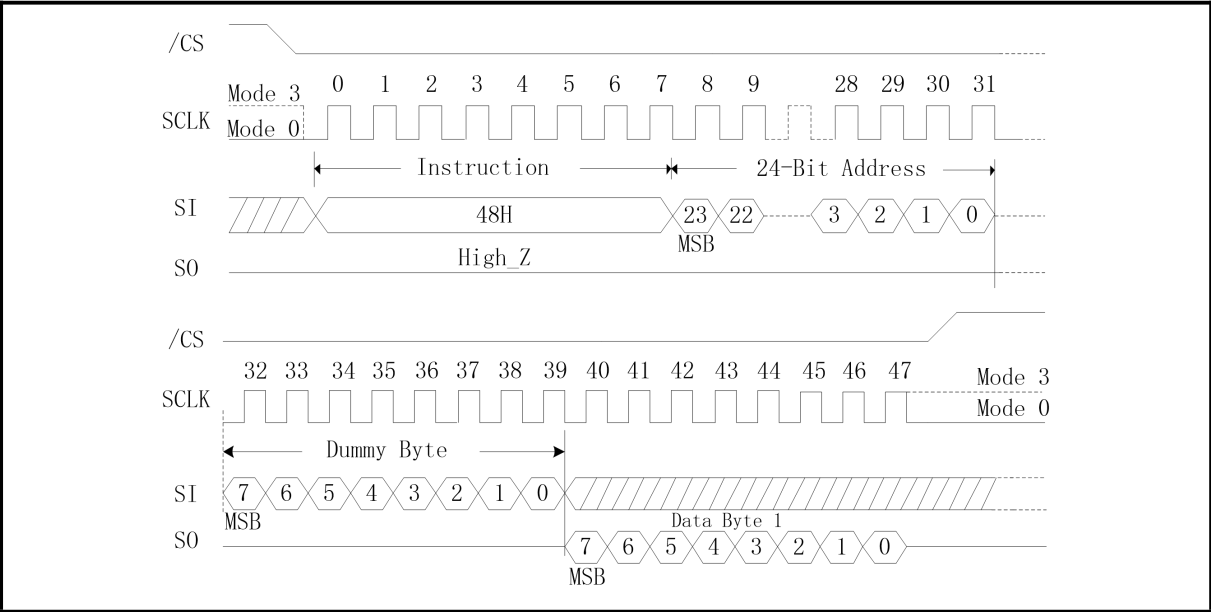 /CS
0 1 2 3 4 5 6 7 8 9 28 29 30 31
Mode 3
SCLK
Mode 0
Instruction 24-Bit Address
SI 48H 23 22 3 2 1 0
MSB
High_Z
SO
/CS
32 33 34 35 36 37 38 39 40 41 42 43 44 45 46 47
Mode 3
SCLK
Mode 0
Dummy Byte
SI 7 6 5 4 3 2 1 0
MSB
Data Byte 1
SO 7 6 5 4 3 2 1 0
MSB